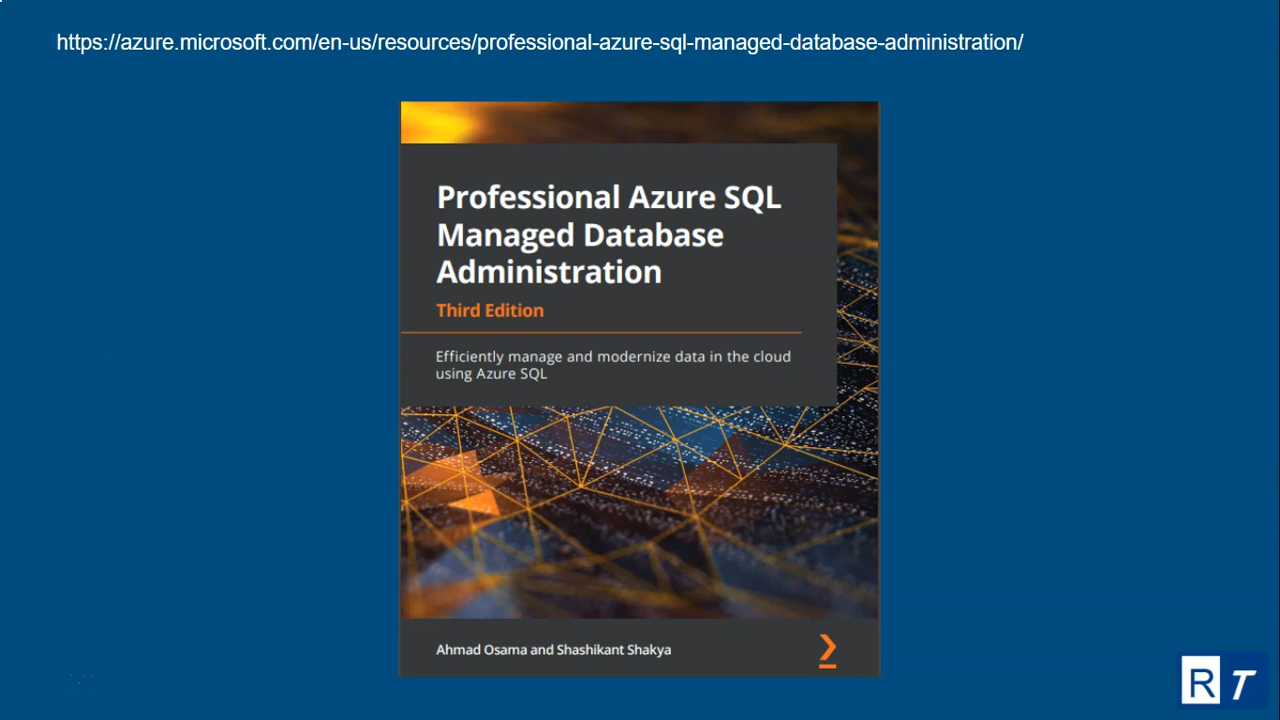 https://azure.microsoft.com/en-us/resources/professional-azure-sql-managed-database-administration/
Professional Azure SQL
Managed Database
Administration
Third Edition
Efficiently manage and modernize data in the cloud
using Azure SQL
Ahmad Osama and Shashikant Shakya
RT